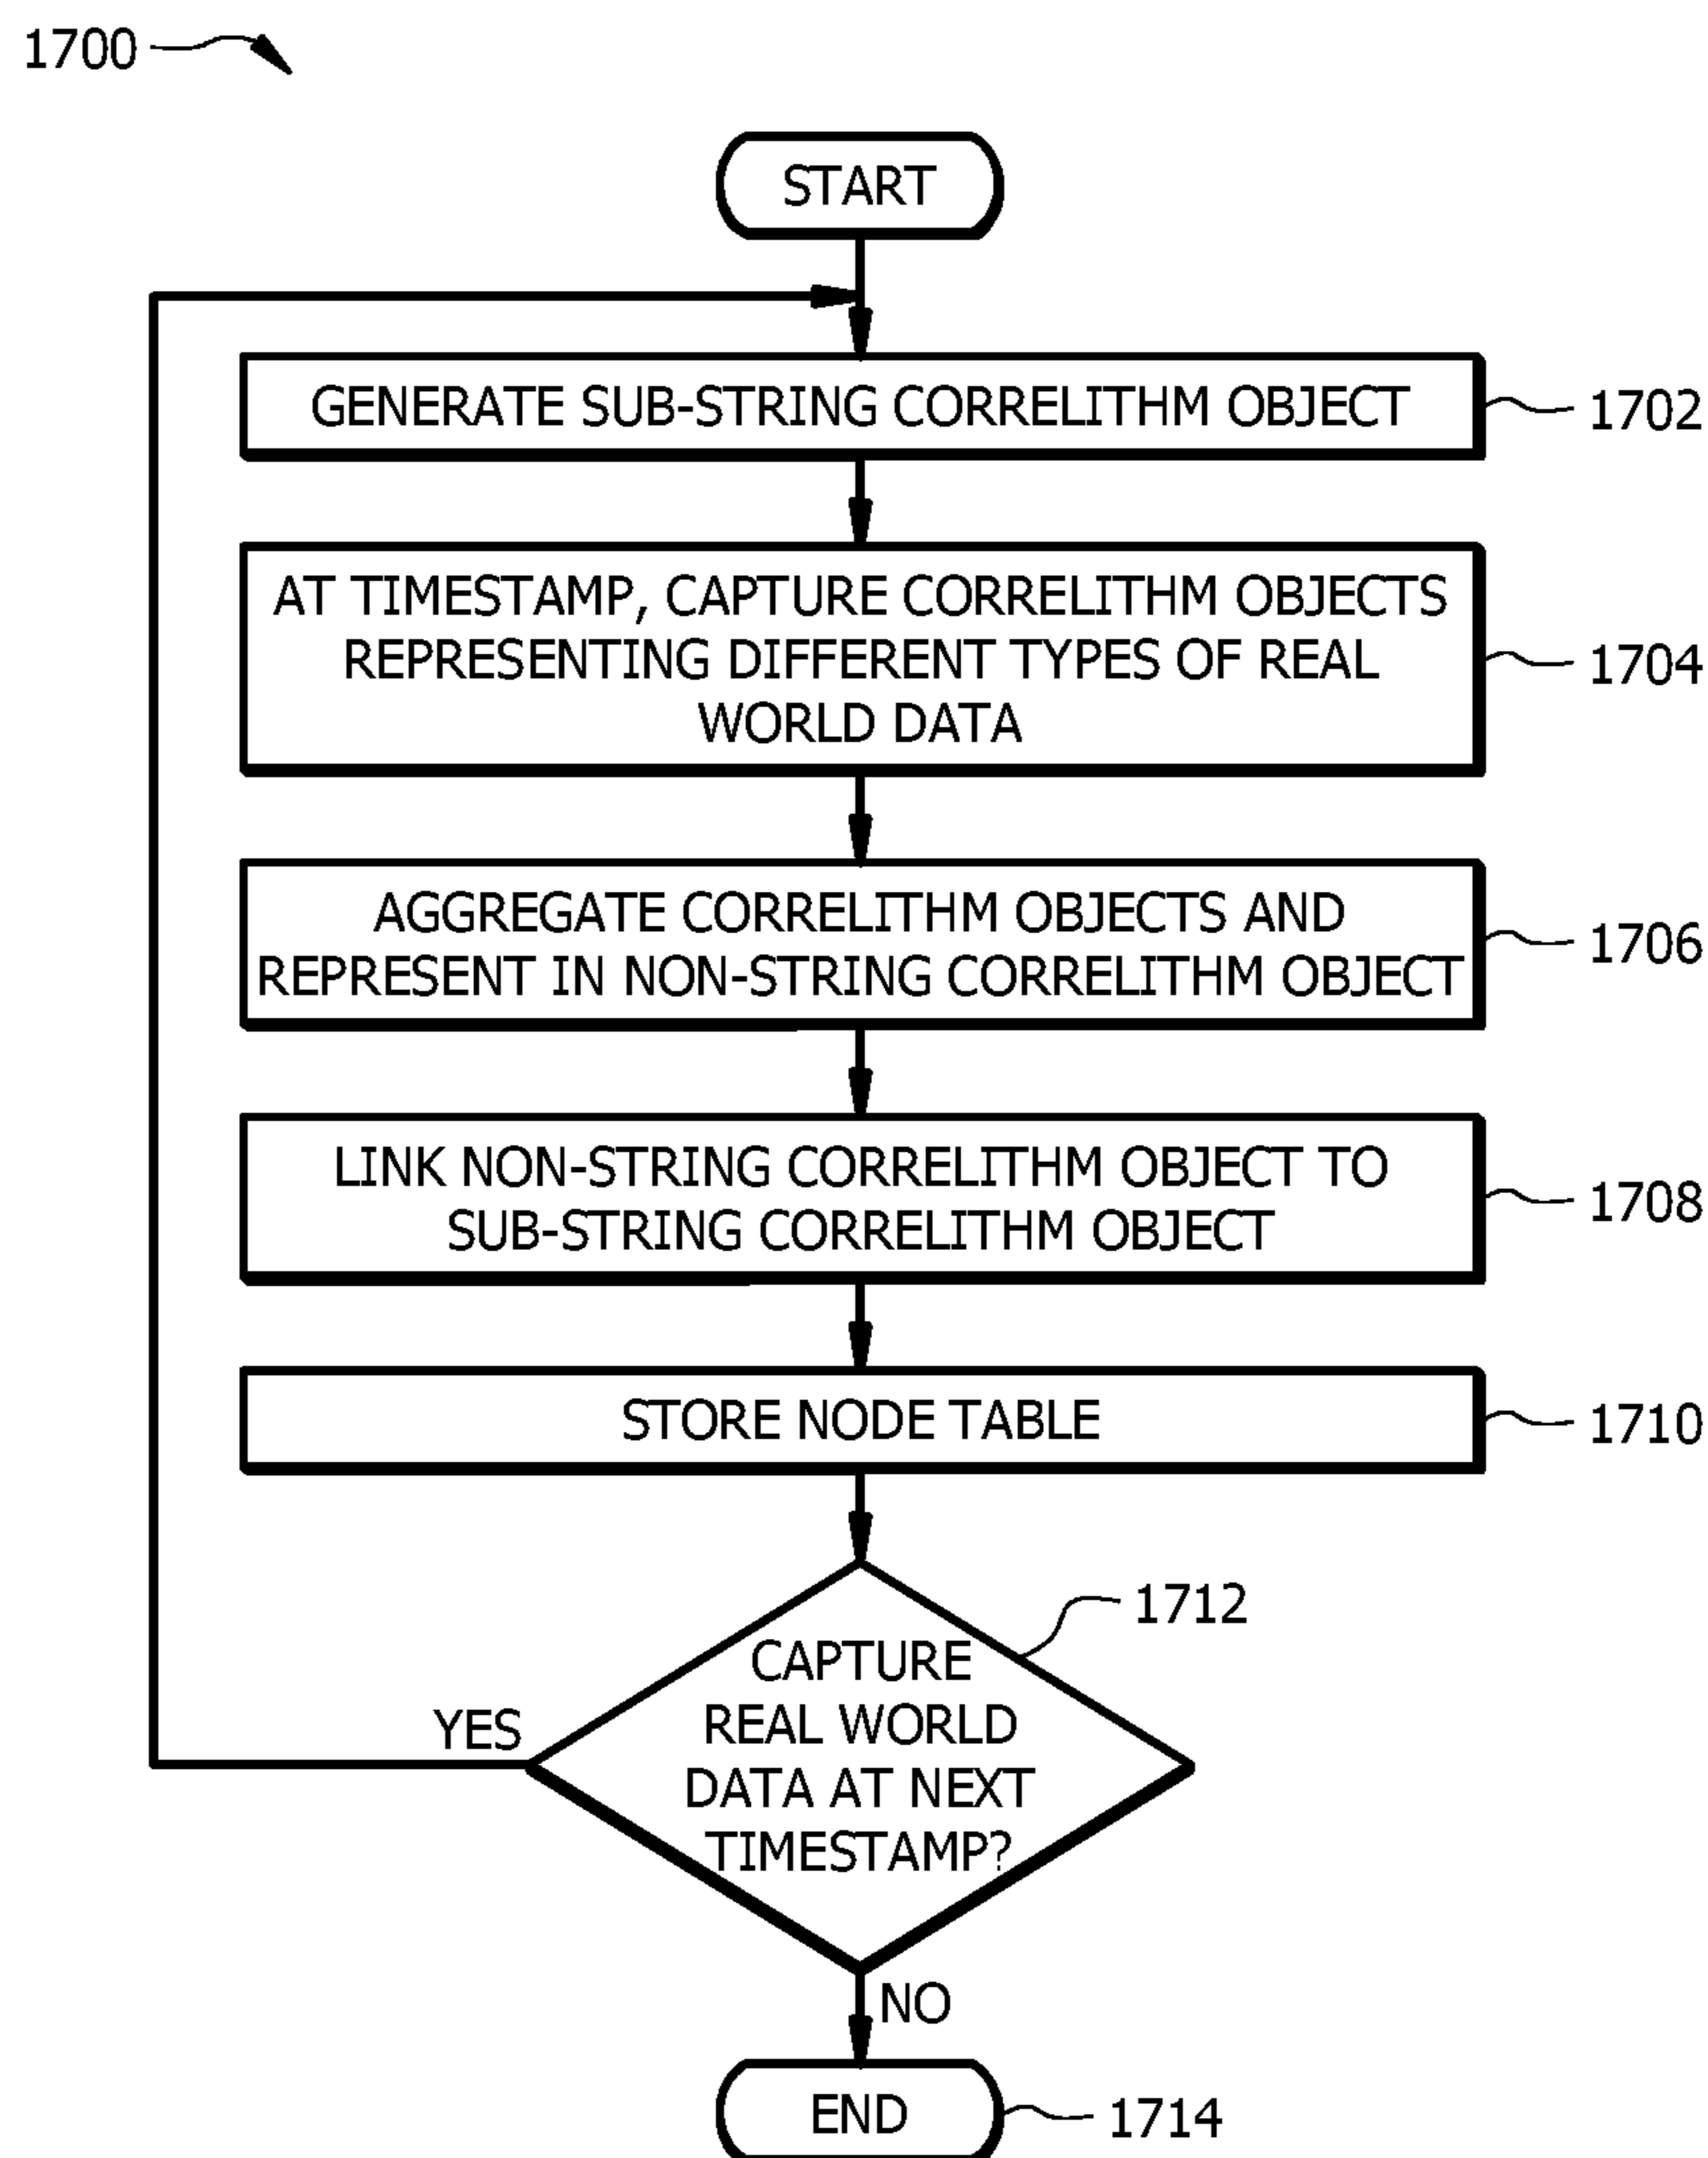 1700
START
GENERATE SUB-STRING CORRELITHM OBJECT
1702
AT TIMESTAMP, CAPTURE CORRELITHM OBJECTS
REPRESENTING DIFFERENT TYPES OF REAL
WORLD DATA
1704
AGGREGATE CORRELITHM OBJECTS AND
REPRESENT IN NON-STRING CORRELITHM OBJECT
1706
LINK NON-STRING CORRELITHM OBJECT TO
SUB-STRING CORRELITHM OBJECT
1708
STORE NODE TABLE
1710
1712
CAPTURE
REAL WORLD
DATA AT NEXT
TIMESTAMP?
YES
NO
END
1714